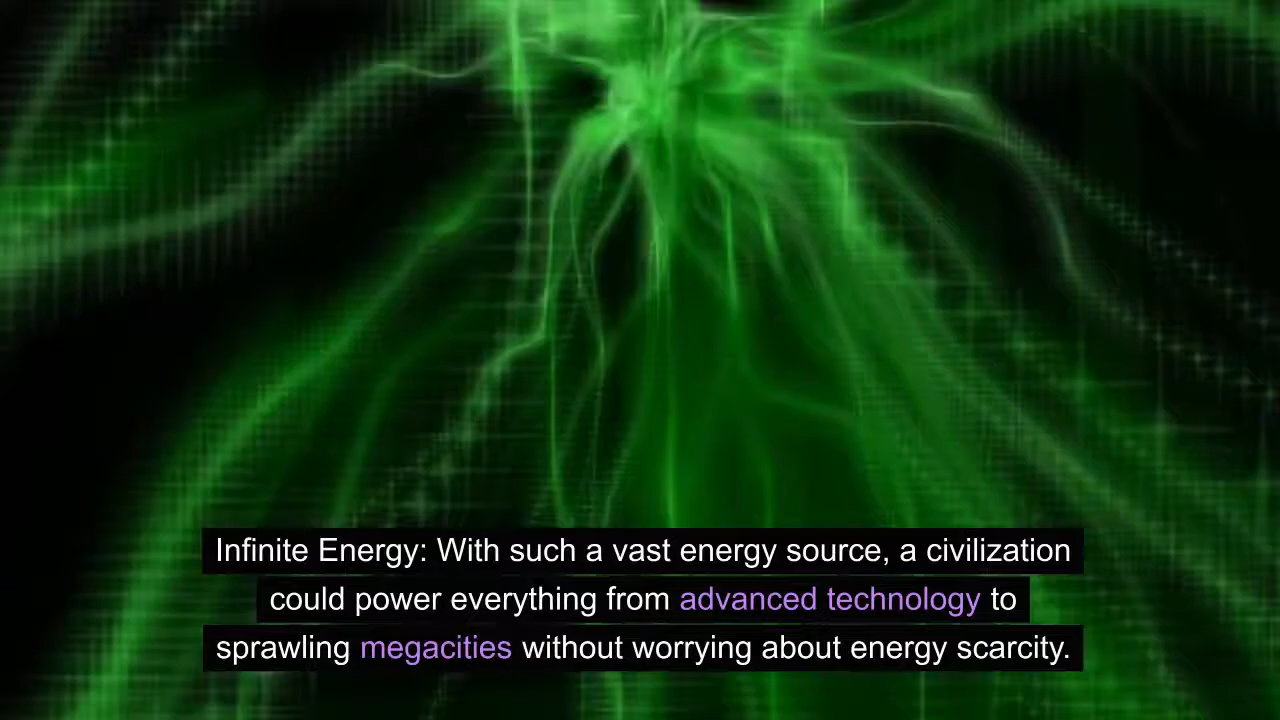 Infinite Energy: With such a vast energy source, a civilization
could power everything from advanced technology to
sprawling megacities without worrying about energy scarcity.